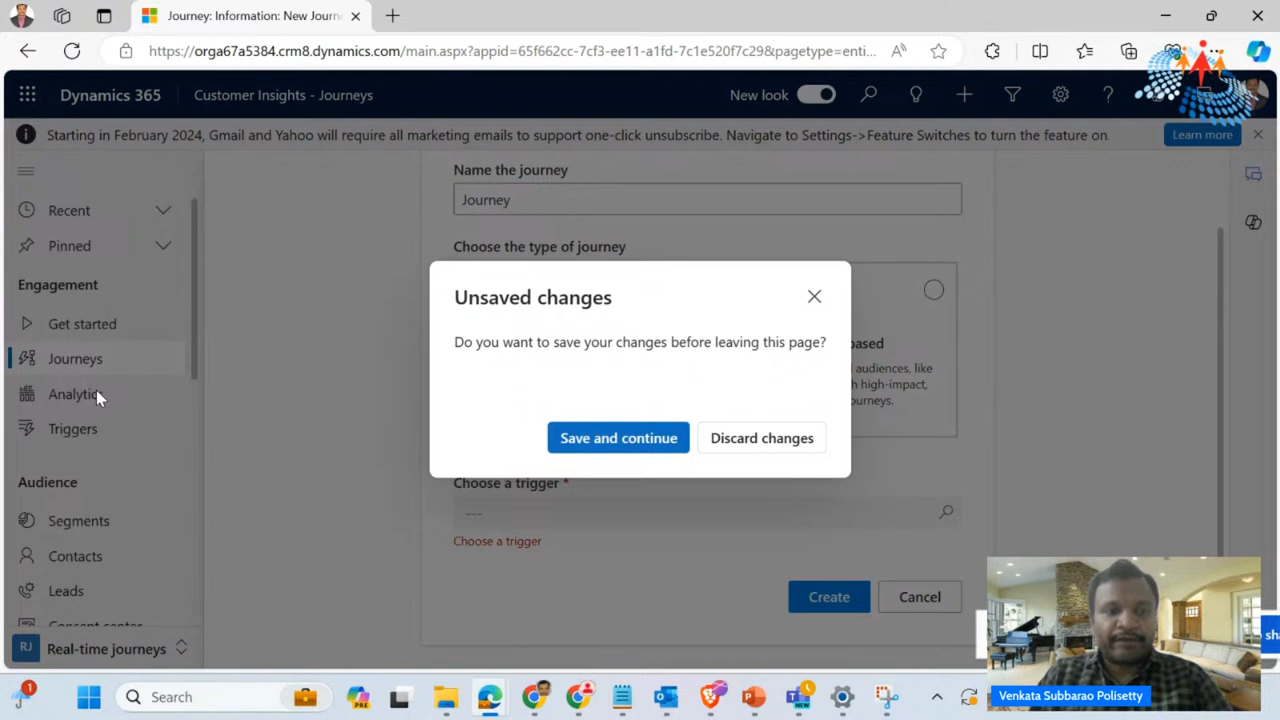 Journey: Information: New Journ
https://orga67a5384.crm8.dynamics.com/main.aspx?appid=65f662cc-7cf3-ee11-a1fd-7c1e520f7c29&pagetype=enti...
Dynamics 365
Customer Insights - Journeys
New look
Starting in February 2024, Gmail and Yahoo will require all marketing emails to support one-click unsubscribe. Navigate to Settings->Feature Switches to turn the feature on.
Learn more
Recent
Pinned
Engagement
Get started
Journeys
Analytic
Triggers
Audience
Segments
Contacts
Leads
Consent center
RJ Real-time journeys
Name the journey
Journey
Choose the type of journey
based
audiences, like
high-impact,
Unsaved changes
Do you want to save your changes before leaving this page?
Save and continue
Discard changes
Choose a trigger *
---
Choose a trigger
Create
Cancel
Venkata Subbarao Polisetty
1
Search
NEW